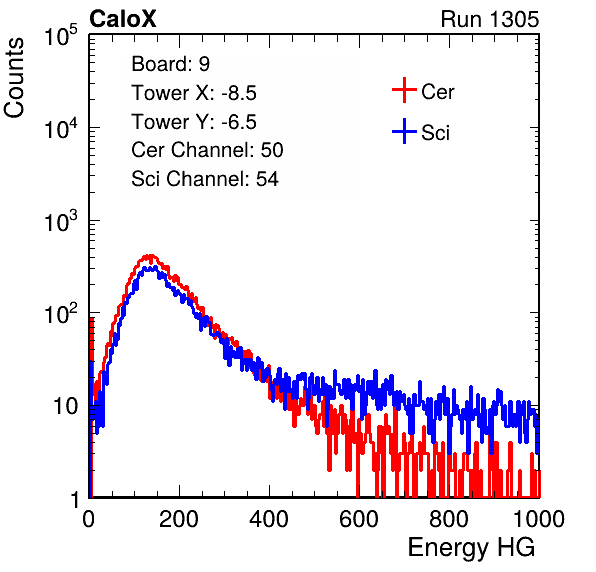 CaloX Run 1305
Counts
Board: 9
Tower X: -8.5
Tower Y: -6.5
Cer Channel: 50
Sci Channel: 54
Cer
Sci
10^5
10^4
10^3
10^2
10
1
0 200 400 600 800 1000
Energy HG